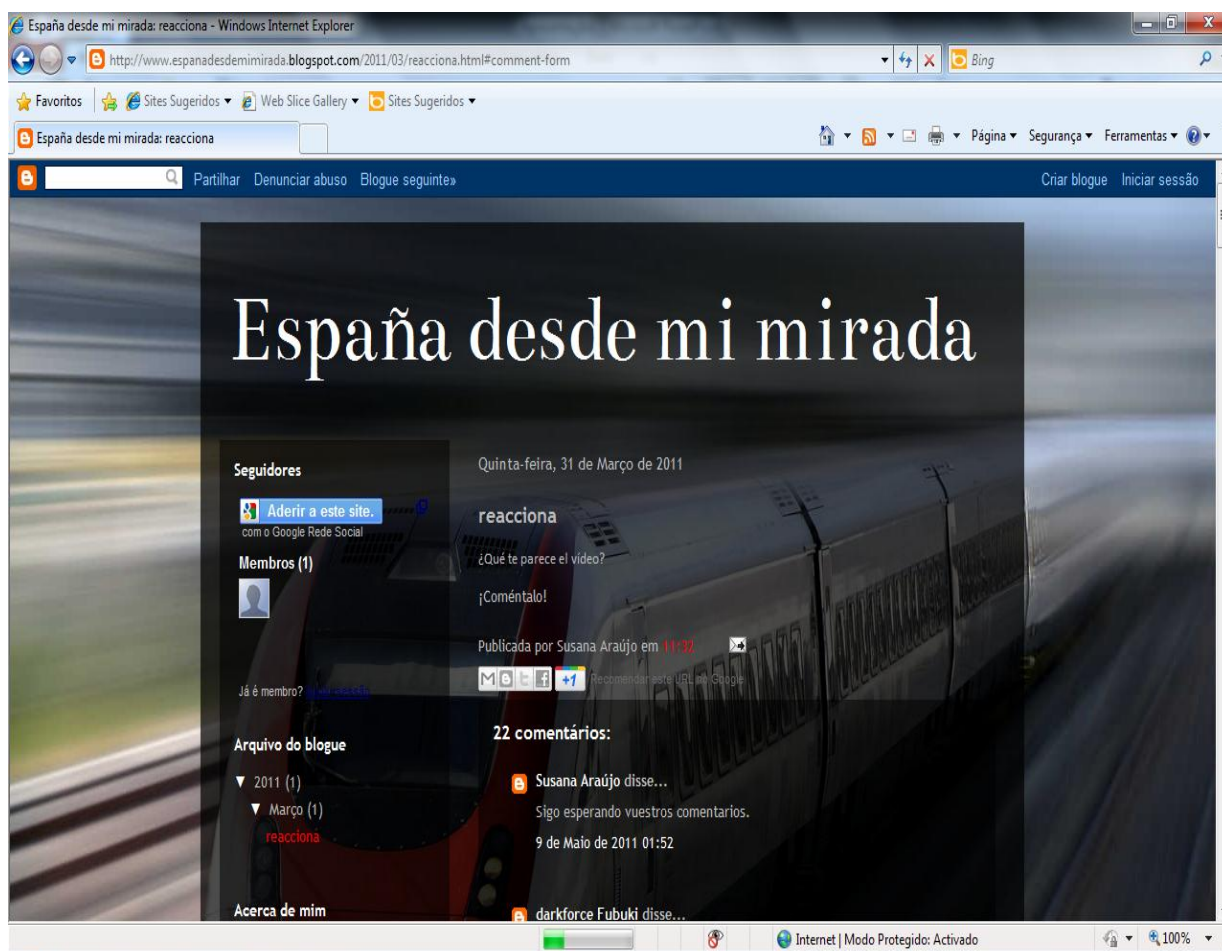 España desde mi mirada: reacciona - Windows Internet Explorer
http://www.espanadesdemimirada.blogspot.com/2011/03/reacciona.html#comment-form
Bing
Favoritos Sites Sugeridos Web Slice Gallery Sites Sugeridos
España desde mi mirada: reacciona
Página Segurança Ferramentas
Partilhar Denunciar abuso Blogue seguinte»
Criar blogue Iniciar sessão
España desde mi mirada
Seguidores
Aderir a este site.
com o Google Rede Social
Membros (1)
Já é membro?
Arquivo do blogue
▼ 2011 (1)
▼ Março (1)
reacciona
Acerca de mim
Quinta-feira, 31 de Março de 2011
reacciona
¿Qué te parece el vídeo?
¡Coméntalo!
Publicada por Susana Araújo em 11:32
+1 Recomendar este URL no Google
22 comentários:
Susana Araújo disse...
Sigo esperando vuestros comentarios.
9 de Maio de 2011 01:52
darkforce Fubuki disse...
Internet | Modo Protegido: Activado
100%